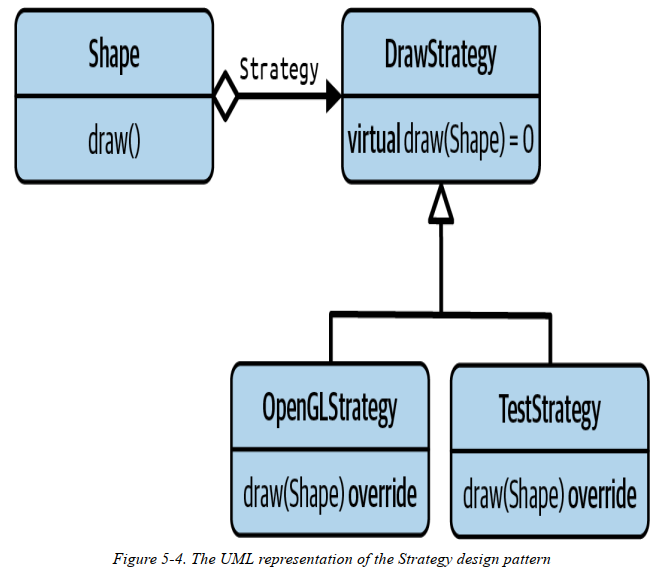 Shape
draw()
Strategy
DrawStrategy
virtual draw(Shape) = 0
OpenGLStrategy
draw(Shape) override
TestStrategy
draw(Shape) override
Figure 5-4. The UML representation of the Strategy design pattern